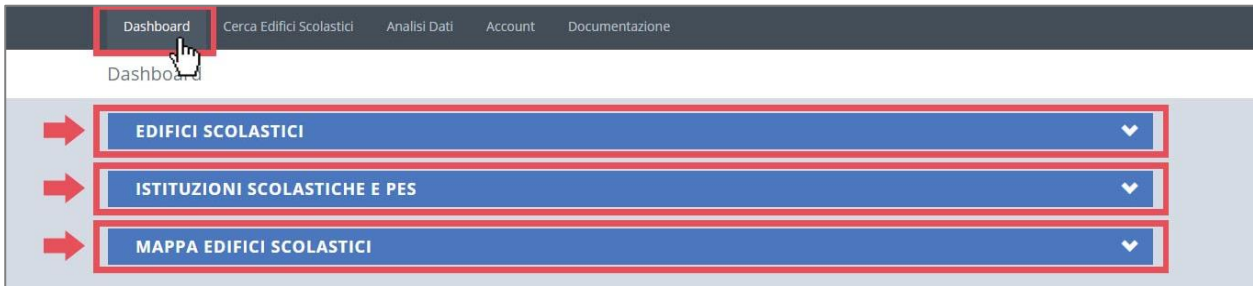 Dashboard Cerca Edifici Scolastici Analisi Dati Account Documentazione
Dashboard
EDIFICI SCOLASTICI
ISTITUZIONI SCOLASTICHE E PES
MAPPA EDIFICI SCOLASTICI